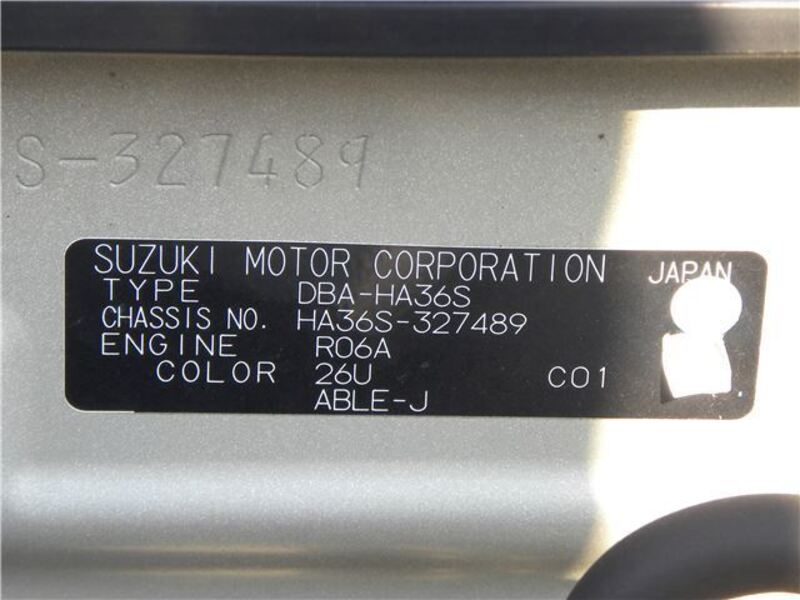 S-327489
SUZUKI MOTOR CORPORATION JAPAN
TYPE DBA-HA36S
CHASSIS NO. HA36S-327489
ENGINE R06A
COLOR 26U C01
ABLE-J